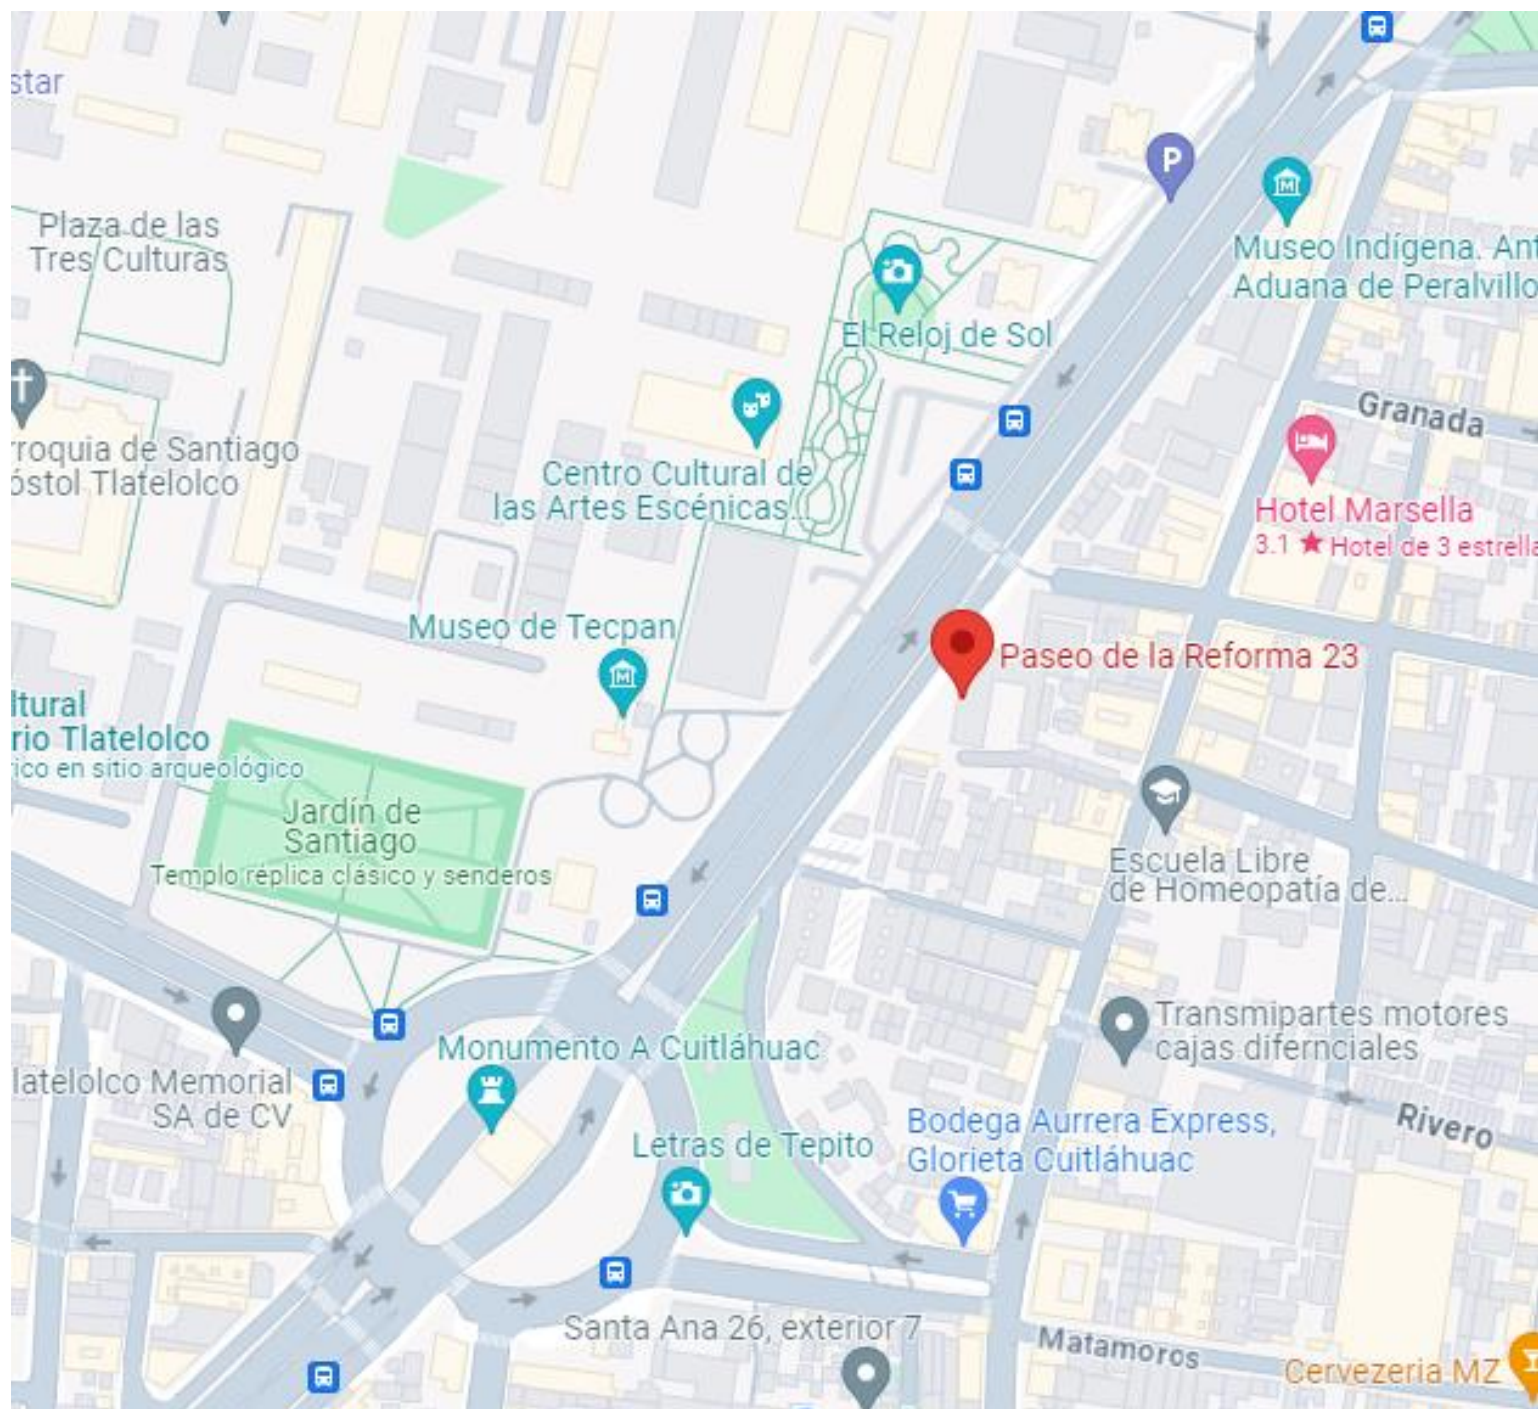 star
Plaza de las
Tres Culturas
P
M
Museo Indígena. Ant
Aduana de Peralvillo
El Reloj de Sol
Granada
rroquia de Santiago
óstol Tlatelolco
Centro Cultural de
las Artes Escénicas...
Hotel Marsella
3.1 ★ Hotel de 3 estrella
Museo de Tecpan
M
Paseo de la Reforma 23
ltural
rio Tlatelolco
rico en sitio arqueológico
Jardín de
Santiago
Templo réplica clásico y senderos
Escuela Libre
de Homeopatía de...
Transmipartes motores
cajas difernciales
Monumento A Cuitláhuac
latelolco Memorial
SA de CV
Letras de Tepito
Bodega Aurrera Express,
Glorieta Cuitláhuac
Rivero
Santa Ana 26, exterior 7
Matamoros
Cervezeria MZ